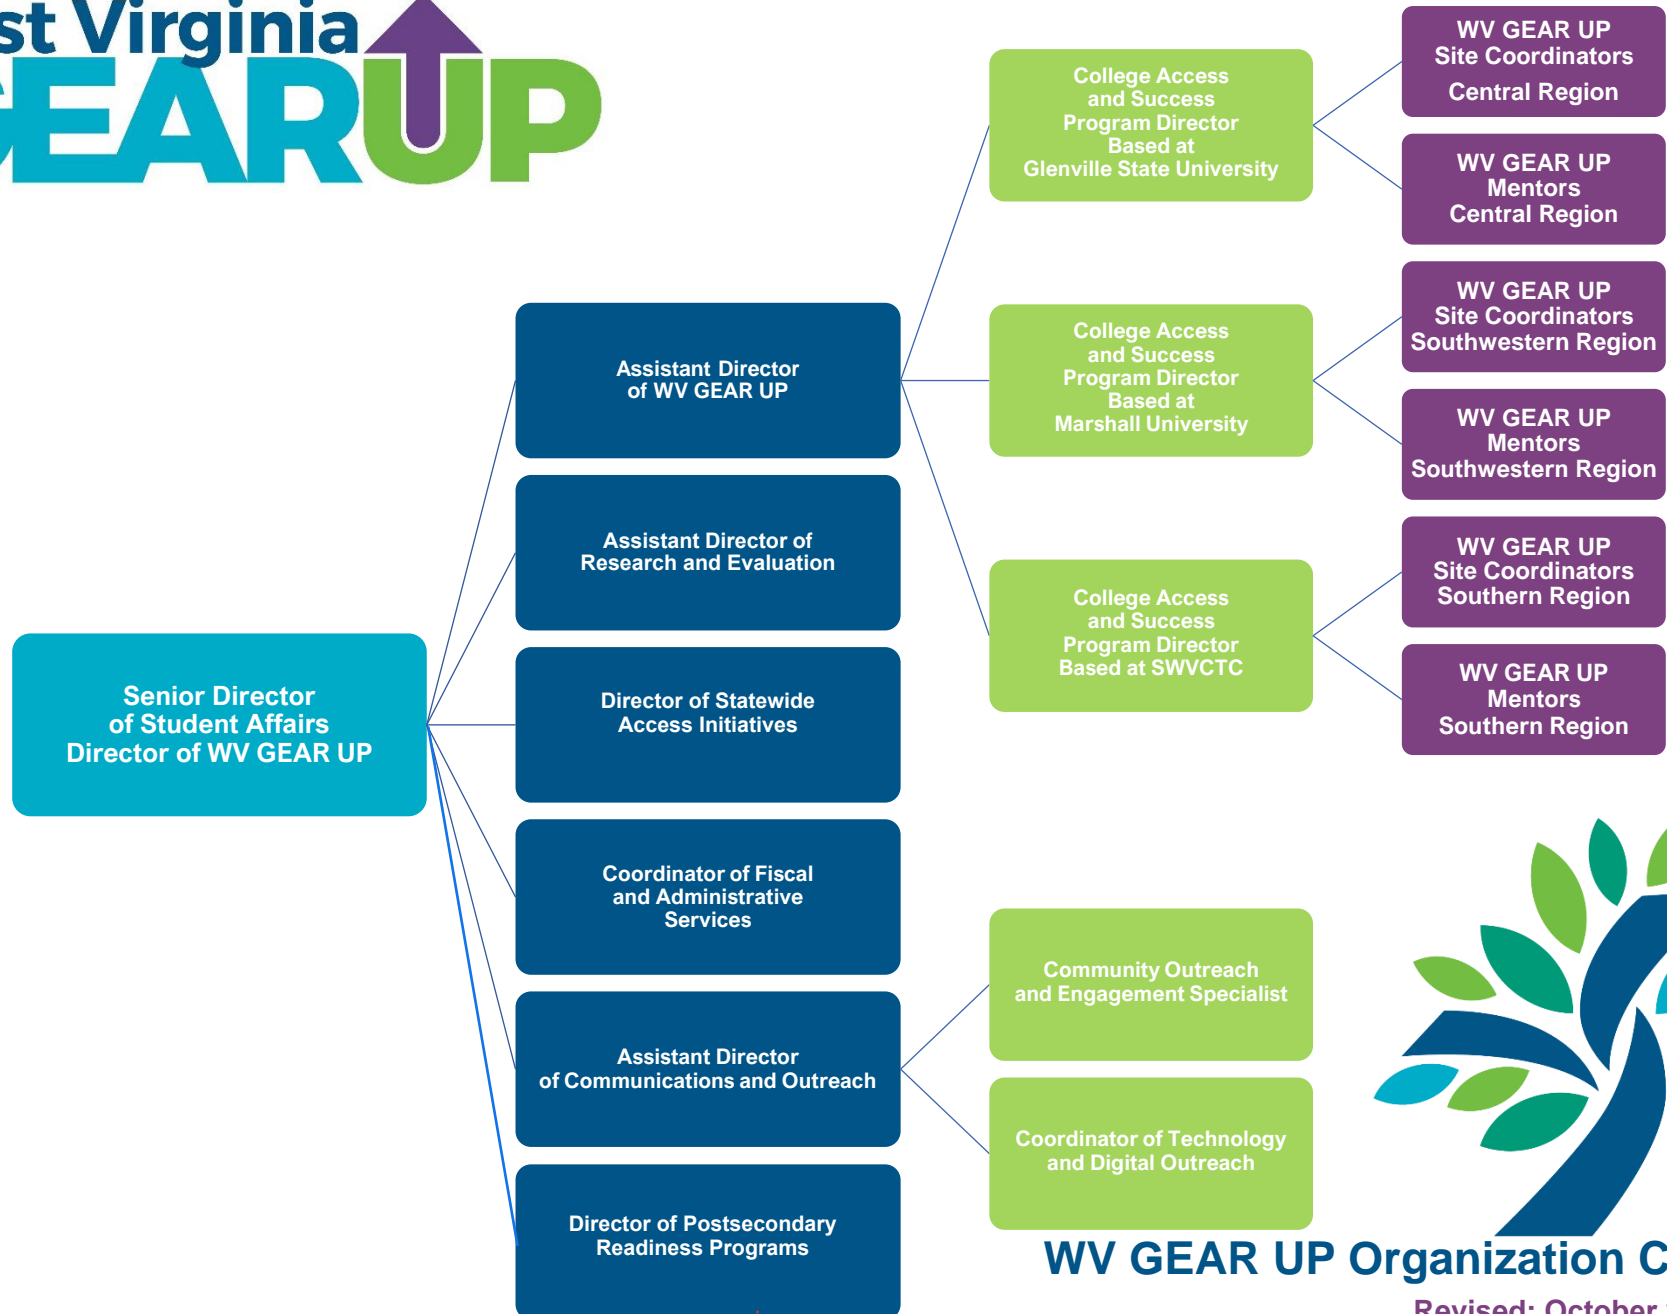 st Virginia
GEARUP
Senior Director
of Student Affairs
Director of WV GEAR UP
Assistant Director
of WV GEAR UP
Assistant Director of
Research and Evaluation
Director of Statewide
Access Initiatives
Coordinator of Fiscal
and Administrative
Services
Assistant Director
of Communications and Outreach
Director of Postsecondary
Readiness Programs
College Access
and Success
Program Director
Based at
Glenville State University
College Access
and Success
Program Director
Based at
Marshall University
College Access
and Success
Program Director
Based at SWVCTC
Community Outreach
and Engagement Specialist
Coordinator of Technology
and Digital Outreach
WV GEAR UP
Site Coordinators
Central Region
WV GEAR UP
Mentors
Central Region
WV GEAR UP
Site Coordinators
Southwestern Region
WV GEAR UP
Mentors
Southwestern Region
WV GEAR UP
Site Coordinators
Southern Region
WV GEAR UP
Mentors
Southern Region
WV GEAR UP Organization C
Revised: October